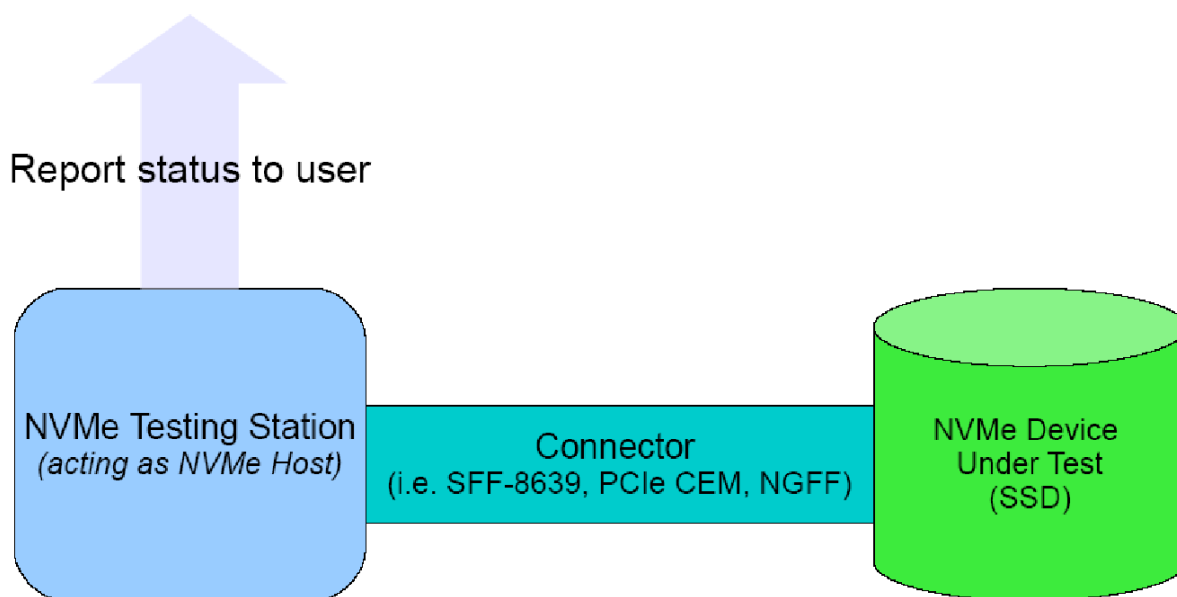 Report status to user
NVMe Testing Station
(acting as NVMe Host)
Connector
(i.e. SFF-8639, PCIe CEM, NGFF)
NVMe Device
Under Test
(SSD)